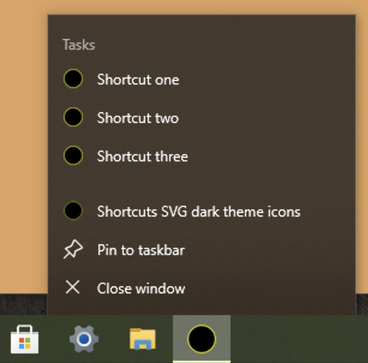 Tasks
Shortcut one
Shortcut two
Shortcut three
Shortcuts SVG dark theme icons
Pin to taskbar
Close window